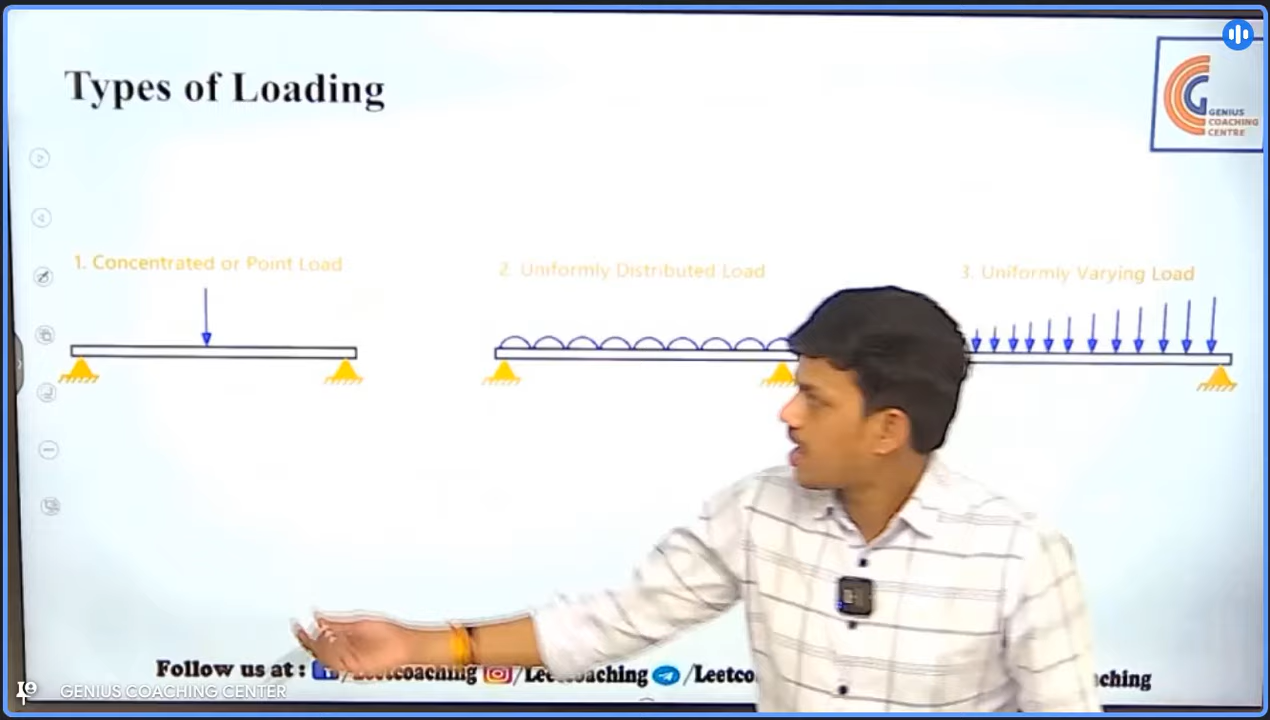 Types of Loading
GENIUS
COACHING
CENTRE
1. Concentrated or Point Load
2. Uniformly Distributed Load
3. Uniformly Varying Load
Follow us at :
/Leetco
GENIUS COACHING CENTER